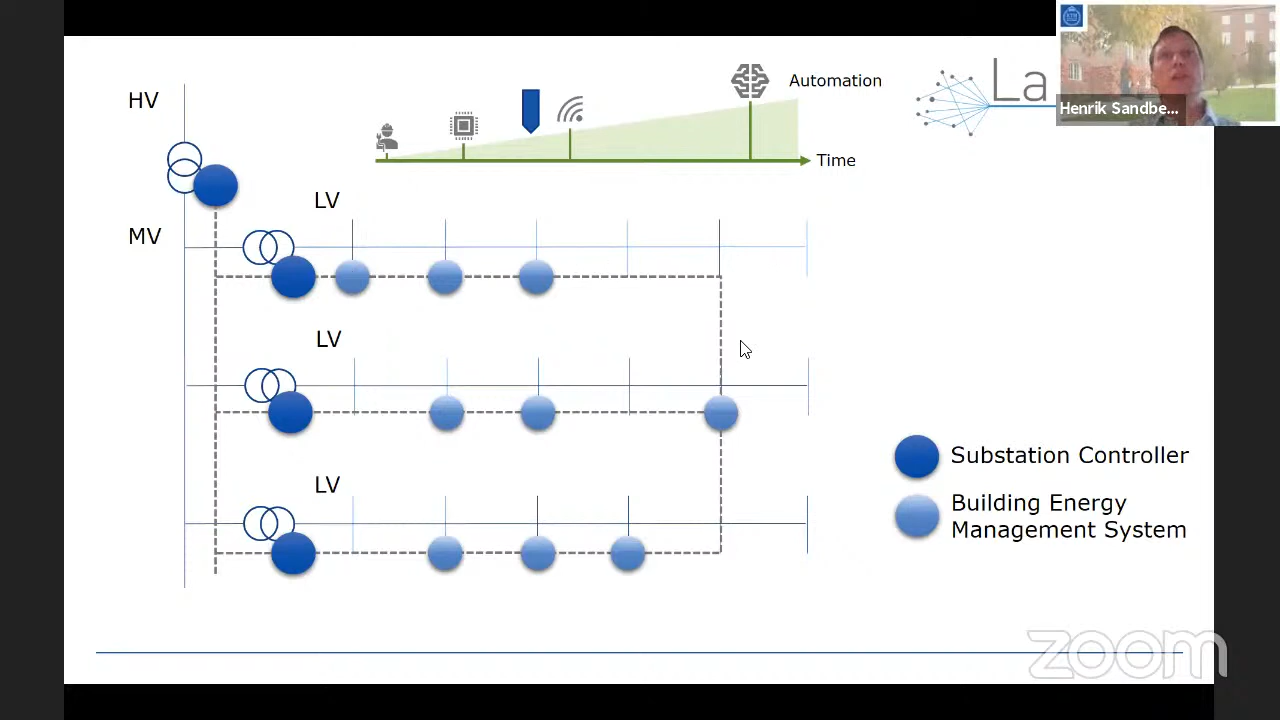 HV
Automation
La
Henrik Sandbe...
Time
LV
MV
LV
Substation Controller
LV
Building Energy
Management System
zoom